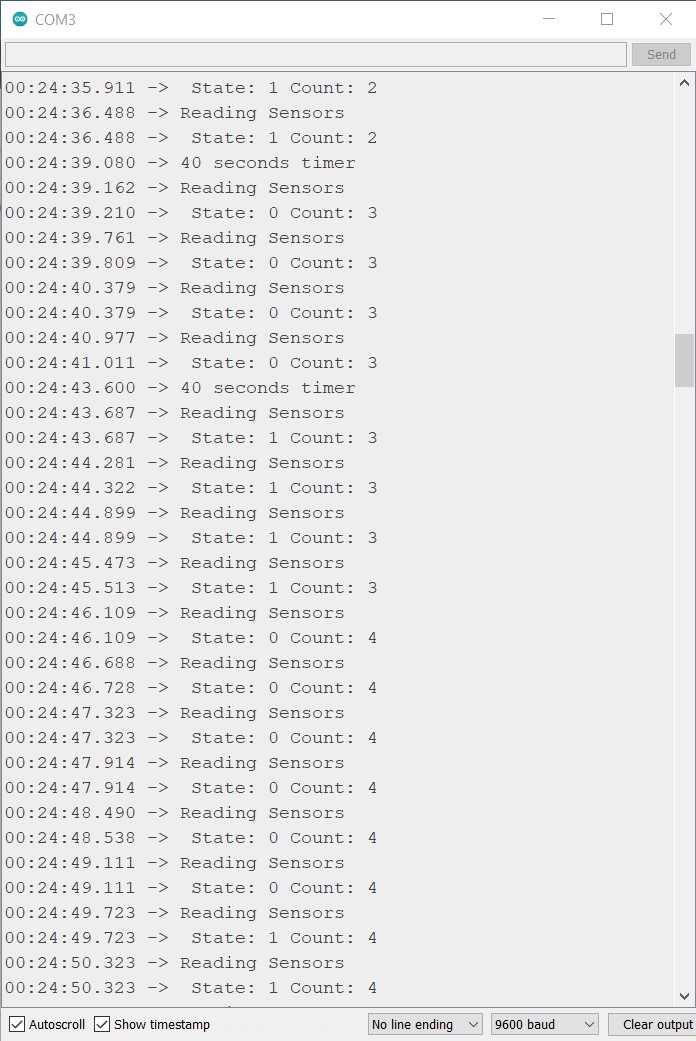 COM3
Send
00:24:35.911 ->  State: 1 Count: 2
00:24:36.488 -> Reading Sensors
00:24:36.488 ->  State: 1 Count: 2
00:24:39.080 -> 40 seconds timer
00:24:39.162 -> Reading Sensors
00:24:39.210 ->  State: 0 Count: 3
00:24:39.761 -> Reading Sensors
00:24:39.809 ->  State: 0 Count: 3
00:24:40.379 -> Reading Sensors
00:24:40.379 ->  State: 0 Count: 3
00:24:40.977 -> Reading Sensors
00:24:41.011 ->  State: 0 Count: 3
00:24:43.600 -> 40 seconds timer
00:24:43.687 -> Reading Sensors
00:24:43.687 ->  State: 1 Count: 3
00:24:44.281 -> Reading Sensors
00:24:44.322 ->  State: 1 Count: 3
00:24:44.899 -> Reading Sensors
00:24:44.899 ->  State: 1 Count: 3
00:24:45.473 -> Reading Sensors
00:24:45.513 ->  State: 1 Count: 3
00:24:46.109 -> Reading Sensors
00:24:46.109 ->  State: 0 Count: 4
00:24:46.688 -> Reading Sensors
00:24:46.728 ->  State: 0 Count: 4
00:24:47.323 -> Reading Sensors
00:24:47.323 ->  State: 0 Count: 4
00:24:47.914 -> Reading Sensors
00:24:47.914 ->  State: 0 Count: 4
00:24:48.490 -> Reading Sensors
00:24:48.538 ->  State: 0 Count: 4
00:24:49.111 -> Reading Sensors
00:24:49.111 ->  State: 0 Count: 4
00:24:49.723 -> Reading Sensors
00:24:49.723 ->  State: 1 Count: 4
00:24:50.323 -> Reading Sensors
00:24:50.323 ->  State: 1 Count: 4
Autoscroll Show timestamp No line ending 9600 baud Clear output